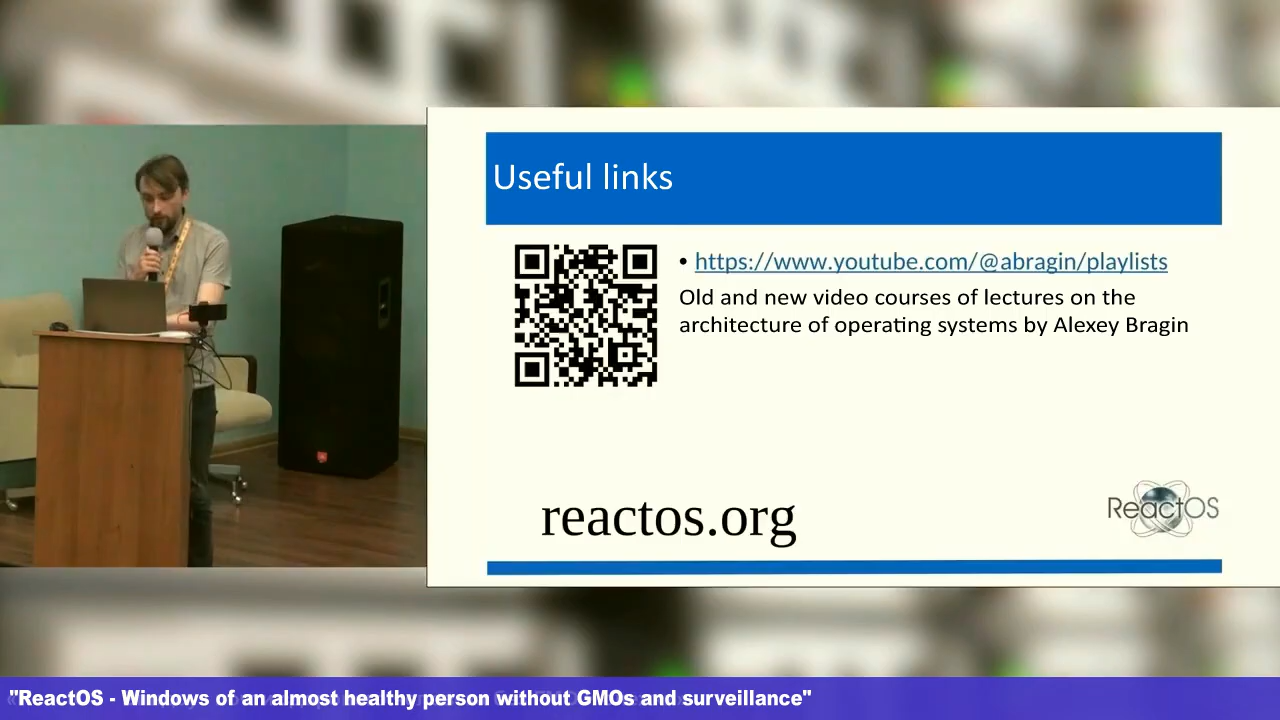 Useful links
• https://www.youtube.com/@abragin/playlists
Old and new video courses of lectures on the
architecture of operating systems by Alexey Bragin
reactos.org
ReactOS
"ReactOS - Windows of an almost healthy person without GMOs and surveillance"